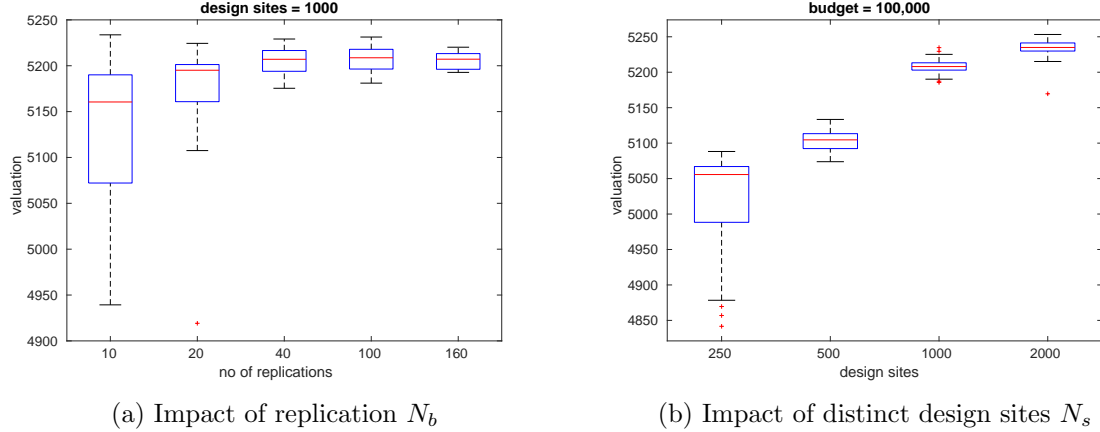 design sites = 1000
5250
5200
5150
5100
5050
5000
4950
4900
valuation
10 20 40 100 160
no of replications
(a) Impact of replication N_b
budget = 100,000
5250
5200
5150
5100
5050
5000
4950
4900
4850
valuation
250 500 1000 2000
design sites
(b) Impact of distinct design sites N_s